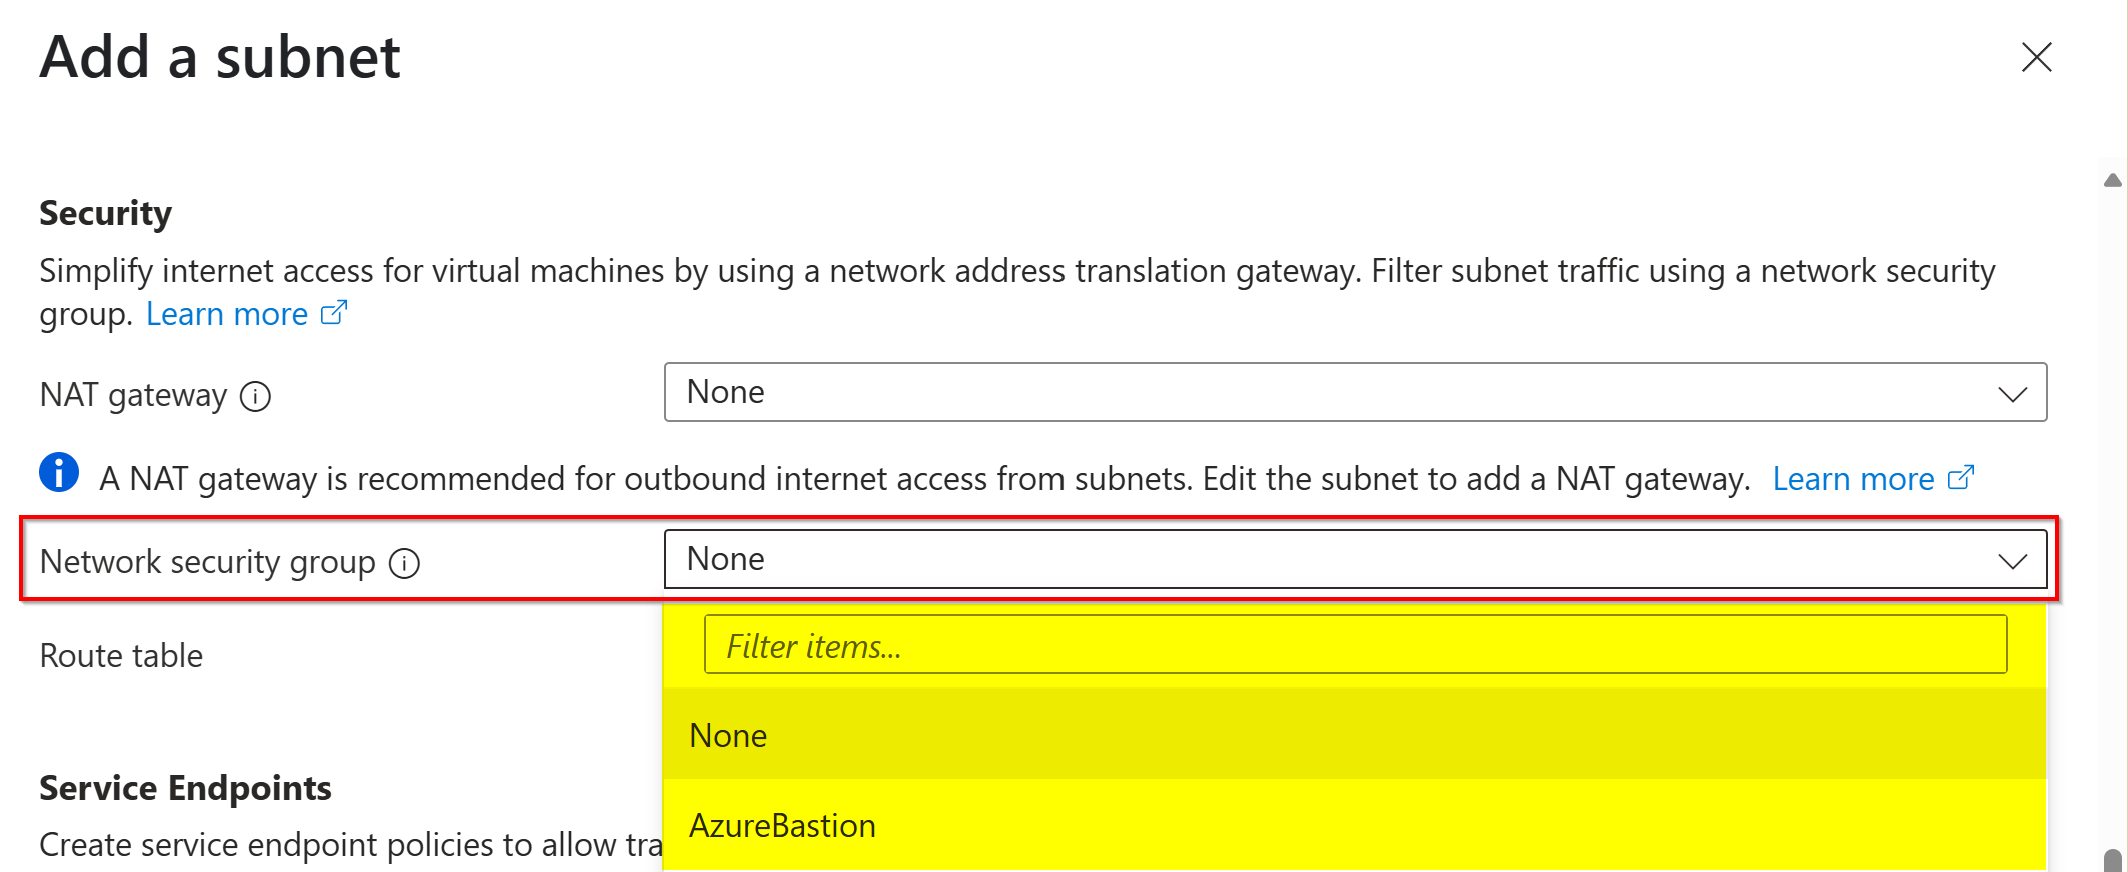 Add a subnet
Security
Simplify internet access for virtual machines by using a network address translation gateway. Filter subnet traffic using a network security
group. Learn more
NAT gateway
None
A NAT gateway is recommended for outbound internet access from subnets. Edit the subnet to add a NAT gateway. Learn more
Network security group
None
Filter items...
Route table
None
Service Endpoints
AzureBastion
Create service endpoint policies to allow tra